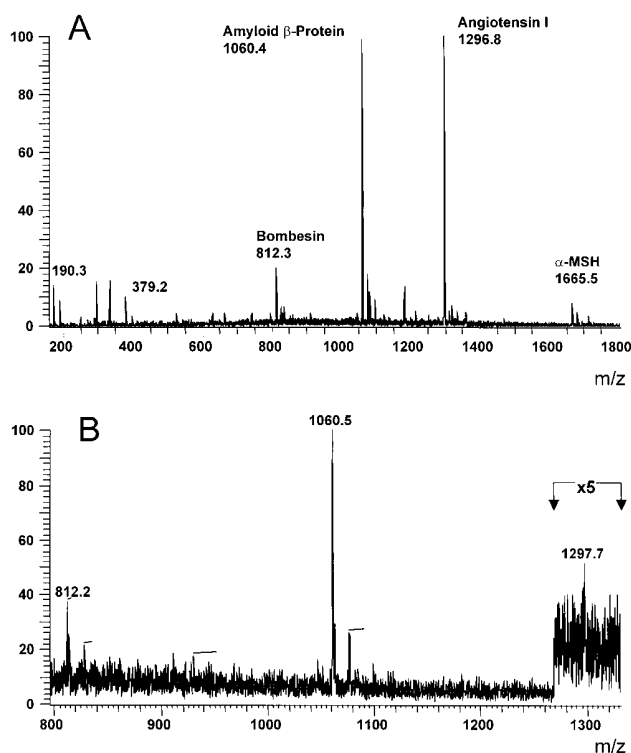 A
Amyloid β-Protein
1060.4
Angiotensin I
1296.8
Bombesin
812.3
190.3
379.2
α-MSH
1665.5
100
80
60
40
20
0
200 400 600 800 1000 1200 1400 1600 1800
m/z
B
1060.5
x5
812.2
1297.7
100
80
60
40
20
0
800 900 1000 1100 1200 1300
m/z